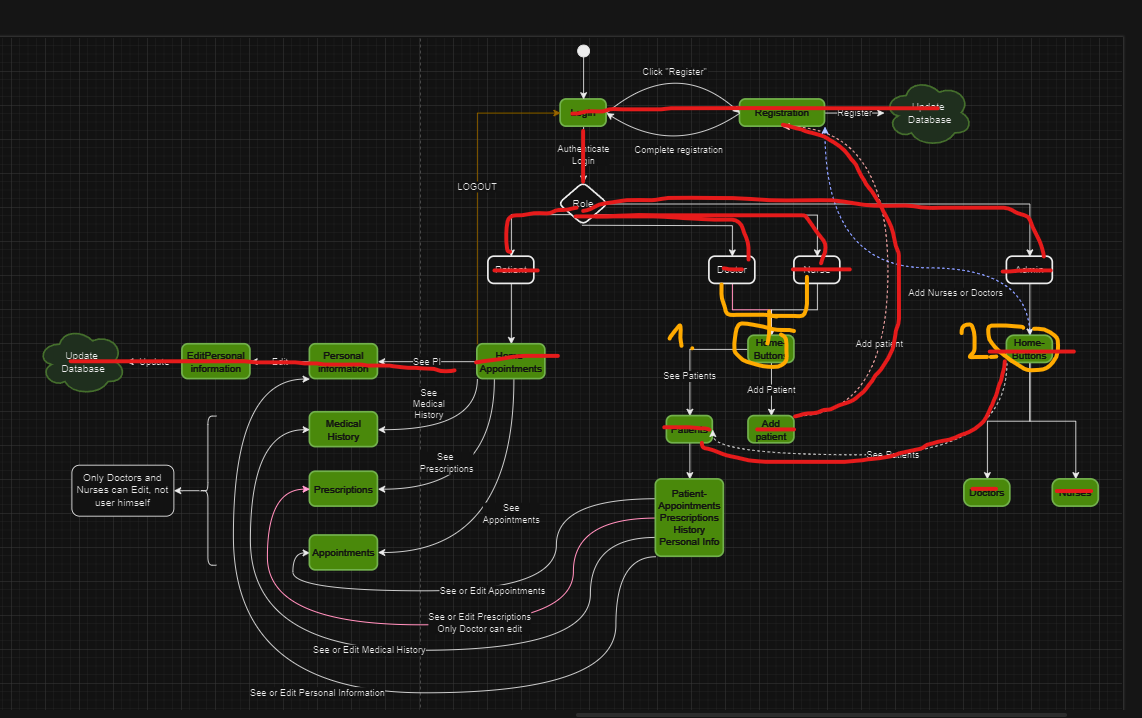 Click "Register"
Login
Registration
Register
Update
Database
Authenticate
Login
Complete registration
LOGOUT
Role
Patient
Doctor
Nurse
Admin
Add Nurses or Doctors
1
2
Update
Database
Update
EditPersonal
information
Edit
Personal
Information
See PI
Home-
Appointments
Home-
Buttons
Add patient
Home-
Buttons
See Patients
Add Patient
See
Medical
History
Medical
History
Patients
Add
patient
See Patients
See
Prescriptions
Only Doctors and
Nurses can Edit, not
user himself
Prescriptions
See
Appointments
Patient-
Appointments
Prescriptions
History
Personal Info
Doctors
Nurses
Appointments
See or Edit Appointments
See or Edit Prescriptions
Only Doctor can edit
See or Edit Medical History
See or Edit Personal Information